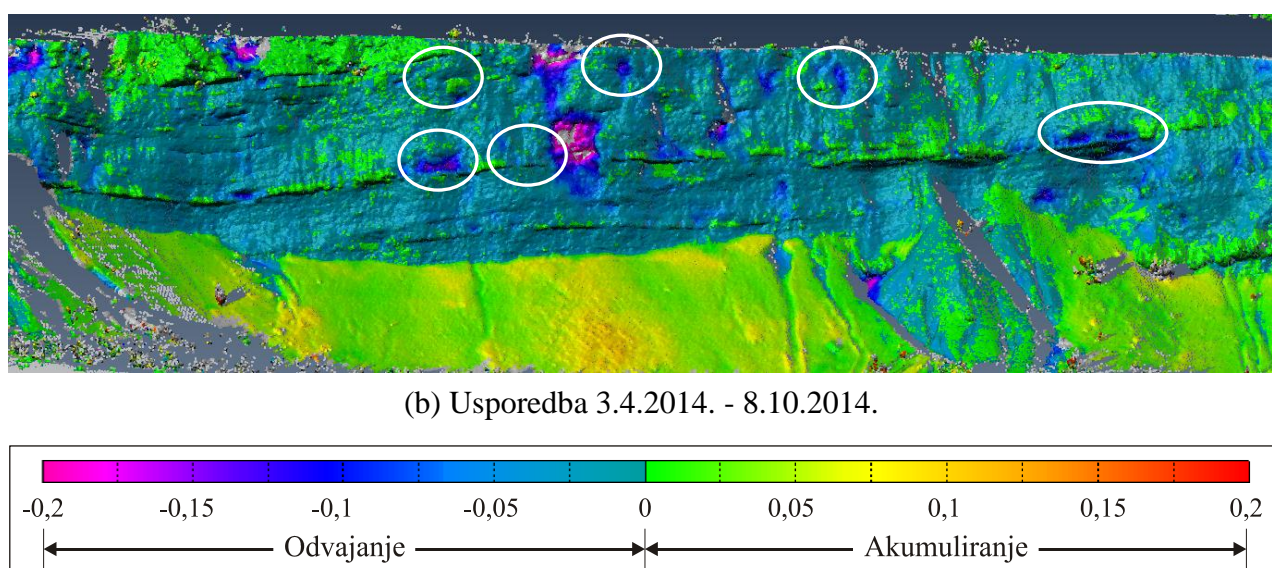 (b) Usporedba 3.4.2014. - 8.10.2014.
-0,2 -0,15 -0,1 -0,05 0 0,05 0,1 0,15 0,2
Odvajanje Akumuliranje